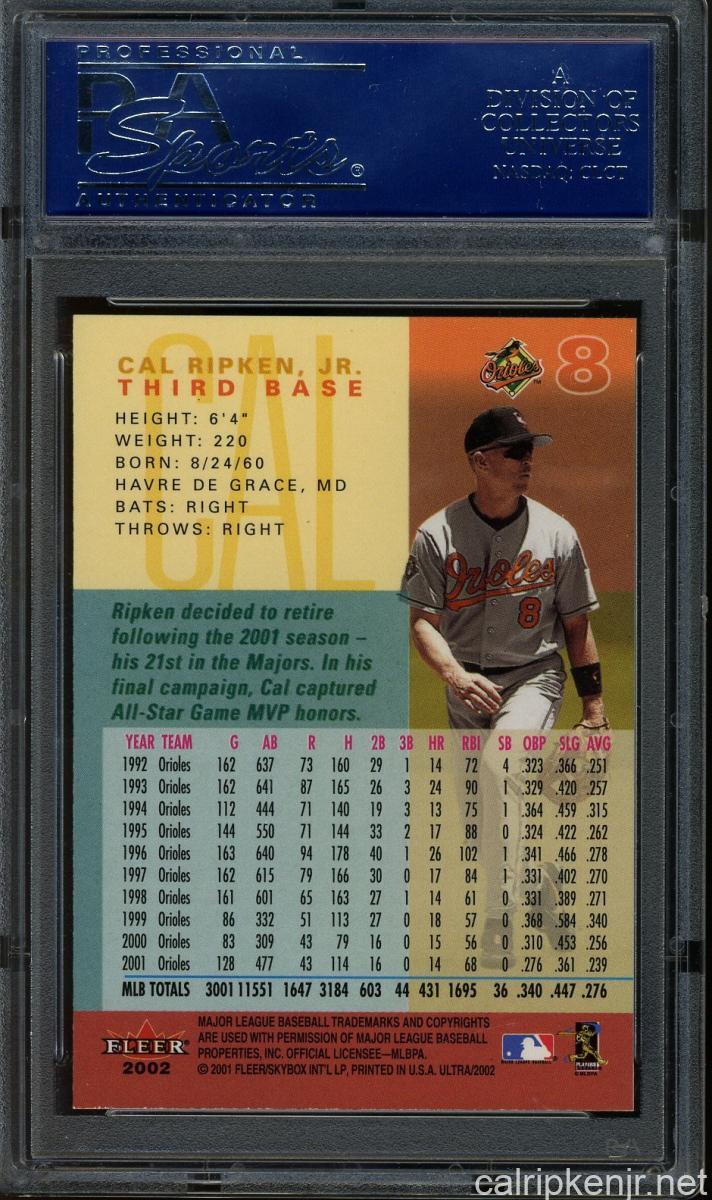 PROFESSIONAL
PSA
Sports®
AUTHENTICATOR
A
DIVISION OF
COLLECTORS
UNIVERSE
NASDAQ: CLCT
CAL
CAL RIPKEN, JR.
THIRD BASE
HEIGHT: 6'4"
WEIGHT: 220
BORN: 8/24/60
HAVRE DE GRACE, MD
BATS: RIGHT
THROWS: RIGHT
Orioles TM
8
Orioles
8
Ripken decided to retire
following the 2001 season –
his 21st in the Majors. In his
final campaign, Cal captured
All-Star Game MVP honors.
YEAR TEAM G AB R H 2B 3B HR RBI SB OBP SLG AVG
1992 Orioles 162 637 73 160 29 1 14 72 4 .323 .366 .251
1993 Orioles 162 641 87 165 26 3 24 90 1 .329 .420 .257
1994 Orioles 112 444 71 140 19 3 13 75 1 .364 .459 .315
1995 Orioles 144 550 71 144 33 2 17 88 0 .324 .422 .262
1996 Orioles 163 640 94 178 40 1 26 102 1 .341 .466 .278
1997 Orioles 162 615 79 166 30 0 17 84 1 .331 .402 .270
1998 Orioles 161 601 65 163 27 1 14 61 0 .331 .389 .271
1999 Orioles 86 332 51 113 27 0 18 57 0 .368 .584 .340
2000 Orioles 83 309 43 79 16 0 15 56 0 .310 .453 .256
2001 Orioles 128 477 43 114 16 0 14 68 0 .276 .361 .239
MLB TOTALS 3001 11551 1647 3184 603 44 431 1695 36 .340 .447 .276
FLEER
2002
MAJOR LEAGUE BASEBALL TRADEMARKS AND COPYRIGHTS
ARE USED WITH PERMISSION OF MAJOR LEAGUE BASEBALL
PROPERTIES, INC. OFFICIAL LICENSEE—MLBPA.
© 2001 FLEER/SKYBOX INT'L LP, PRINTED IN U.S.A. ULTRA/2002
PLAYERS
©MLBPA
PSA
calripkenjr.net